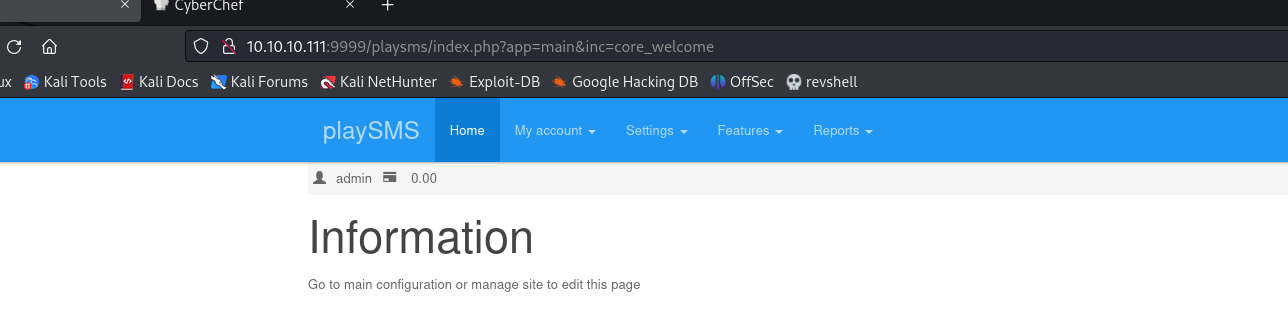 CyberChef
10.10.10.111:9999/playsms/index.php?app=main&inc=core_welcome
ux Kali Tools Kali Docs Kali Forums Kali NetHunter Exploit-DB Google Hacking DB OffSec revshell
playSMS Home My account Settings Features Reports
admin 0.00
Information
Go to main configuration or manage site to edit this page